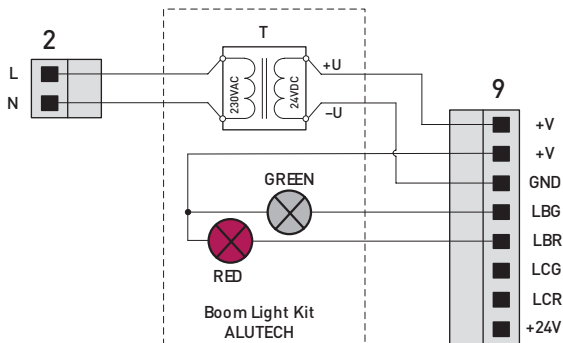 T
2
L
N
230VAC
24VDC
+U
–U
9
+V
+V
GND
LBG
LBR
LCG
LCR
+24V
GREEN
RED
Boom Light Kit
ALUTECH